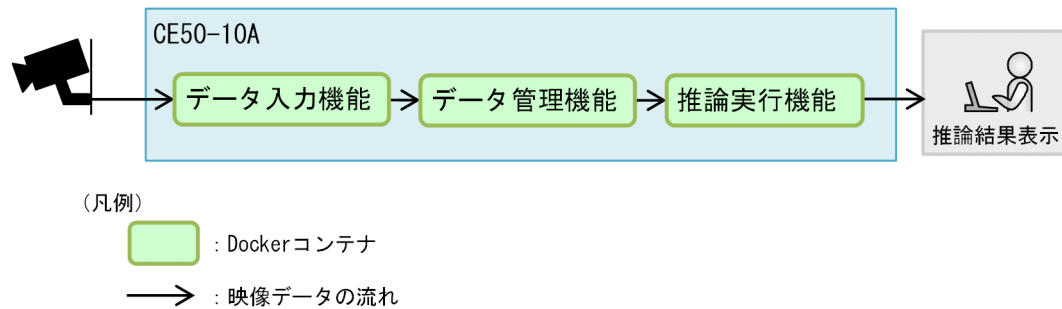 CE50-10A
データ入力機能
データ管理機能
推論実行機能
推論結果表示
(凡例)
：Dockerコンテナ
：映像データの流れ